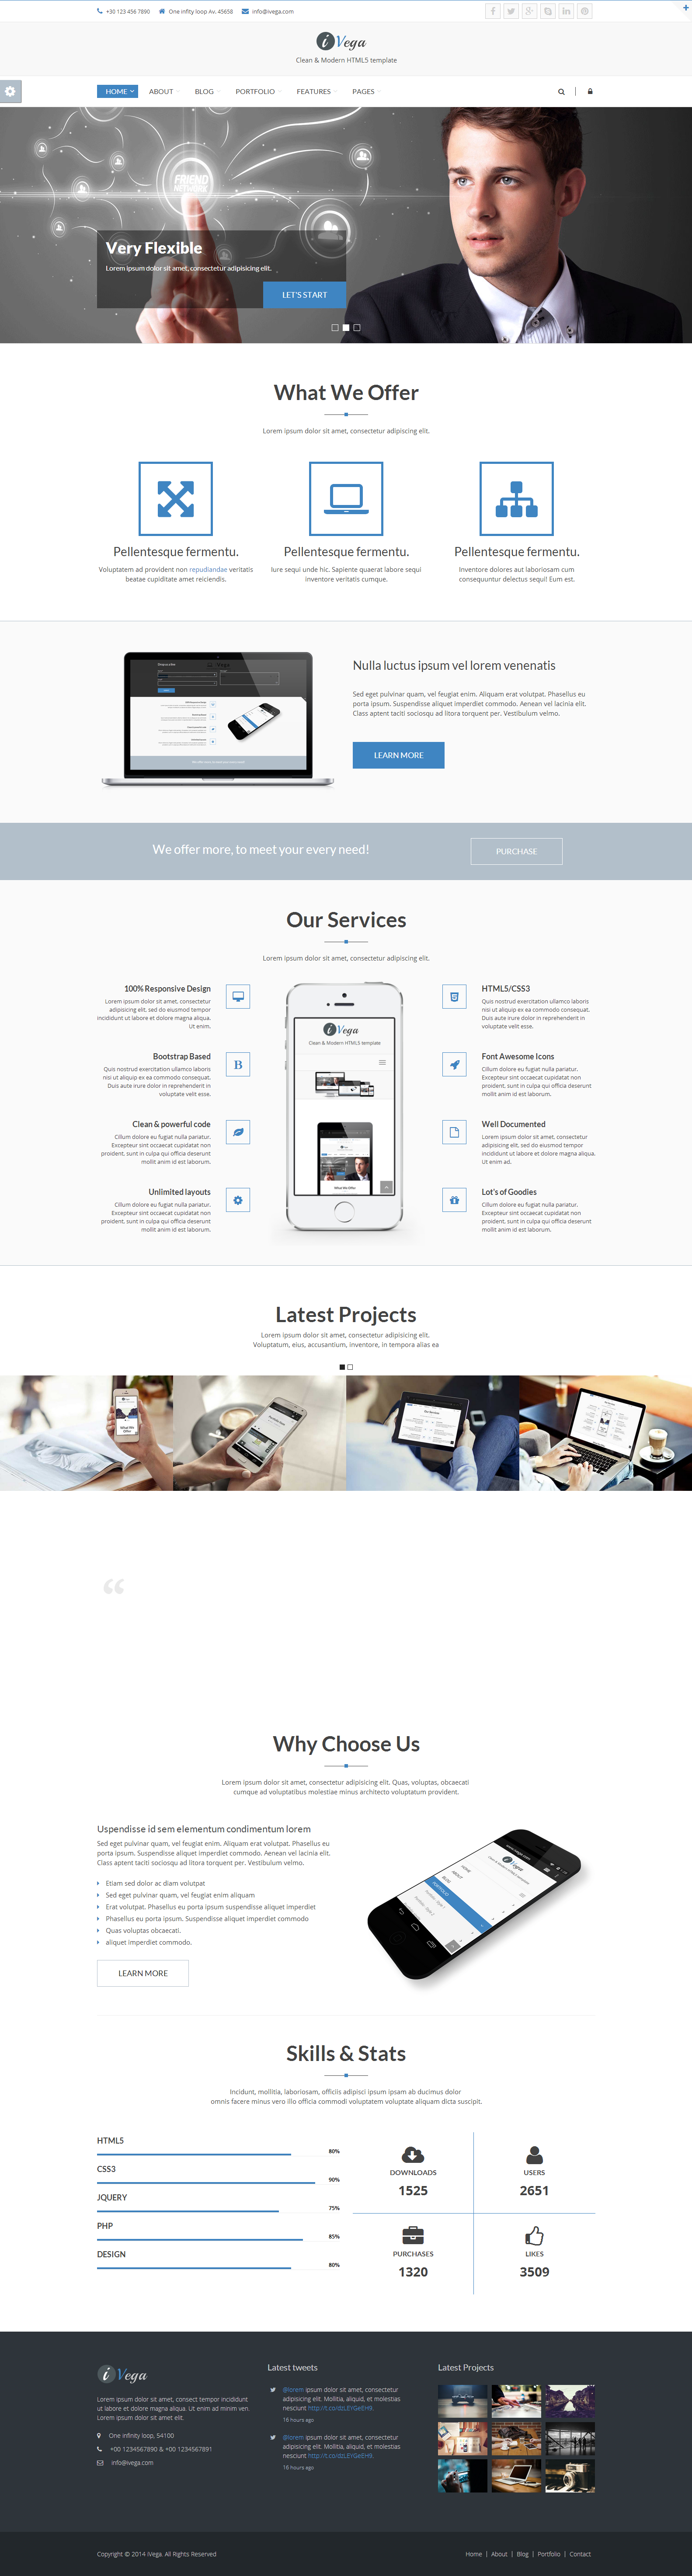 +30 123 456 7890 One infity loop Av. 45658 info@ivega.com
iVega
Clean & Modern HTML5 template
HOME ABOUT BLOG PORTFOLIO FEATURES PAGES
FRIEND
NETWORK
Very Flexible
Lorem ipsum dolor sit amet, consectetur adipisicing elit.
LET'S START
What We Offer
Lorem ipsum dolor sit amet, consectetur adipiscing elit.
Pellentesque fermentu.
Voluptatem ad provident non repudiandae veritatis
beatae cupiditate amet reiciendis.
Pellentesque fermentu.
Iure sequi unde hic. Sapiente quaerat labore sequi
inventore veritatis cumque.
Pellentesque fermentu.
Inventore dolores aut laboriosam cum
consequuntur delectus sequi! Eum est.
Nulla luctus ipsum vel lorem venenatis
Sed eget pulvinar quam, vel feugiat enim. Aliquam erat volutpat. Phasellus eu
porta ipsum. Suspendisse aliquet imperdiet commodo. Aenean vel lacinia elit.
Class aptent taciti sociosqu ad litora torquent per. Vestibulum velmo.
LEARN MORE
We offer more, to meet your every need!
PURCHASE
Our Services
Lorem ipsum dolor sit amet, consectetur adipiscing elit.
100% Responsive Design
Lorem ipsum dolor sit amet, consectetur
adipisicing elit, sed do eiusmod tempor
incididunt ut labore et dolore magna aliqua.
Ut enim.
Bootstrap Based
Quis nostrud exercitation ullamco laboris
nisi ut aliquip ex ea commodo consequat.
Duis aute irure dolor in reprehenderit in
voluptate velit esse.
Clean & powerful code
Cillum dolore eu fugiat nulla pariatur.
Excepteur sint occaecat cupidatat non
proident, sunt in culpa qui officia deserunt
mollit anim id est laborum.
Unlimited layouts
Cillum dolore eu fugiat nulla pariatur.
Excepteur sint occaecat cupidatat non
proident, sunt in culpa qui officia deserunt
mollit anim id est laborum.
B
iVega
Clean & Modern HTML5 template
What We Offer
HTML5/CSS3
Quis nostrud exercitation ullamco laboris
nisi ut aliquip ex ea commodo consequat.
Duis aute irure dolor in reprehenderit in
voluptate velit esse.
Font Awesome Icons
Cillum dolore eu fugiat nulla pariatur.
Excepteur sint occaecat cupidatat non
proident, sunt in culpa qui officia deserunt
mollit anim id est laborum.
Well Documented
Lorem ipsum dolor sit amet, consectetur
adipisicing elit, sed do eiusmod tempor
incididunt ut labore et dolore magna aliqua.
Ut enim ad.
Lot's of Goodies
Cillum dolore eu fugiat nulla pariatur.
Excepteur sint occaecat cupidatat non
proident, sunt in culpa qui officia deserunt
mollit anim id est laborum.
Latest Projects
Lorem ipsum dolor sit amet, consectetur adipisicing elit.
Voluptatum, eius, accusantium, inventore, in tempora alias ea
What We
Offer
“
Why Choose Us
Lorem ipsum dolor sit amet, consectetur adipisicing elit. Quas, voluptas, obcaecati
cumque ad voluptatibus molestiae minus architecto voluptatum provident.
Uspendisse id sem elementum condimentum lorem
Sed eget pulvinar quam, vel feugiat enim. Aliquam erat volutpat. Phasellus eu
porta ipsum. Suspendisse aliquet imperdiet commodo. Aenean vel lacinia elit.
Class aptent taciti sociosqu ad litora torquent per. Vestibulum velmo.
Etiam sed dolor ac diam volutpat
Sed eget pulvinar quam, vel feugiat enim aliquam
Erat volutpat. Phasellus eu porta ipsum suspendisse aliquet imperdiet
Phasellus eu porta ipsum. Suspendisse aliquet imperdiet commodo
Quas voluptas obcaecati.
aliquet imperdiet commodo.
LEARN MORE
iVega
HOME
ABOUT
BLOG
PORTFOLIO
Skills & Stats
Incidunt, mollitia, laboriosam, officiis adipisci ipsum ipsam ab ducimus dolor
omnis facere minus vero illo officia commodi voluptatem voluptate aliquam dicta suscipit.
HTML5
80%
CSS3
90%
JQUERY
75%
PHP
85%
DESIGN
80%
DOWNLOADS
1525
USERS
2651
PURCHASES
1320
LIKES
3509
iVega
Lorem ipsum dolor sit amet, consect tempor incididunt
ut labore et dolore magna aliqua. Ut enim ad minim ven.
Lorem ipsum dolor sit amet elit.
One infinity loop, 54100
+00 1234567890 & +00 1234567891
info@ivega.com
Latest tweets
@lorem ipsum dolor sit amet, consectetur
adipisicing elit. Mollitia, aliquid, et molestias
nesciunt http://t.co/dzLEYGeEH9.
16 hours ago
@lorem ipsum dolor sit amet, consectetur
adipisicing elit. Mollitia, aliquid, et molestias
nesciunt http://t.co/dzLEYGeEH9.
16 hours ago
Latest Projects
Copyright © 2014 iVega. All Rights Reserved
Home | About | Blog | Portfolio | Contact